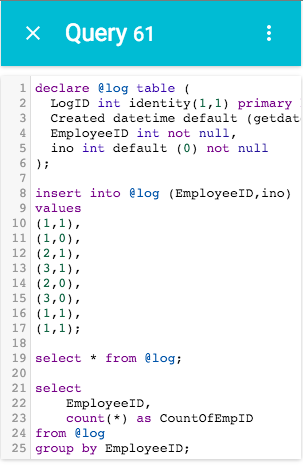 × Query 61
1 declare @log table (
2   LogID int identity(1,1) primary
3   Created datetime default (getdat
4   EmployeeID int not null,
5   ino int default (0) not null
6 );
7
8 insert into @log (EmployeeID,ino)
9 values
10 (1,1),
11 (1,0),
12 (2,1),
13 (3,1),
14 (2,0),
15 (3,0),
16 (1,1),
17 (1,1);
18
19 select * from @log;
20
21 select
22     EmployeeID,
23     count(*) as CountOfEmpID
24 from @log
25 group by EmployeeID;